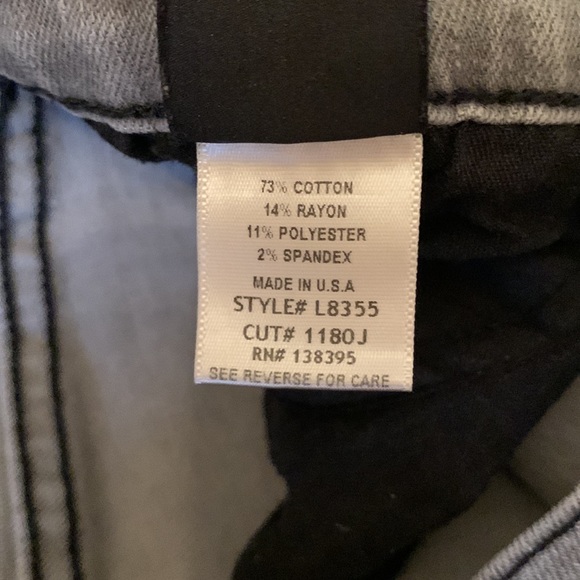 73% COTTON
14% RAYON
11% POLYESTER
2% SPANDEX
MADE IN U.S.A
STYLE# L8355
CUT# 1180J
RN# 138395
SEE REVERSE FOR CARE